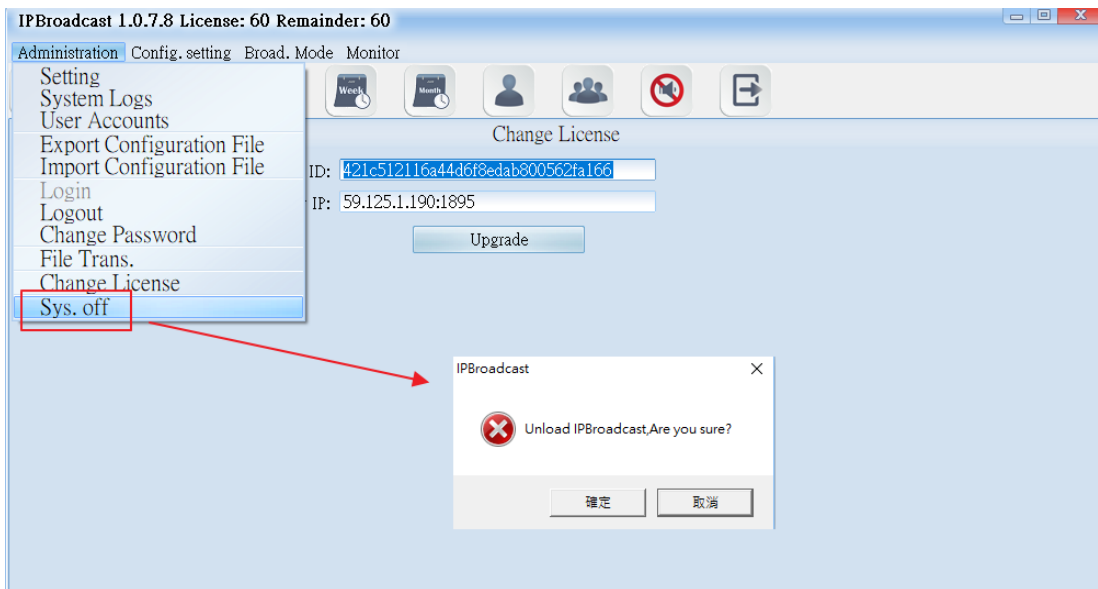 IPBroadcast 1.0.7.8 License: 60 Remainder: 60
Administration Config. setting Broad. Mode Monitor
Setting
System Logs
User Accounts
Export Configuration File
Import Configuration File
Login
Logout
Change Password
File Trans.
Change License
Sys. off
Week
Month
Change License
ID: 421c512116a44d6f8edab800562fa166
IP: 59.125.1.190:1895
Upgrade
IPBroadcast
Unload IPBroadcast,Are you sure?
確定
取消